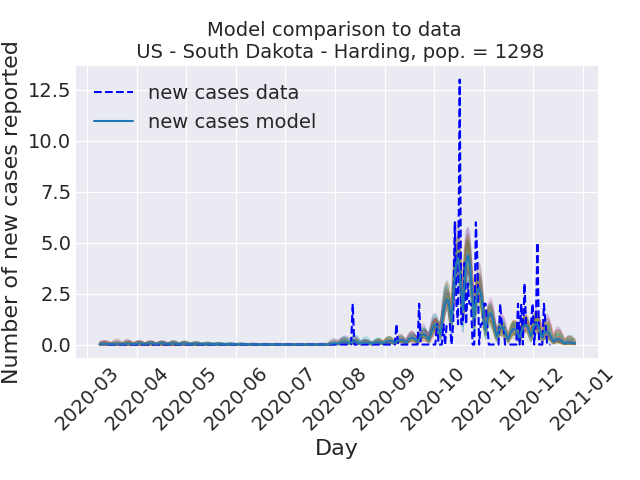 Model comparison to data
US - South Dakota - Harding, pop. = 1298
Number of new cases reported
12.5
10.0
7.5
5.0
2.5
0.0
new cases data
new cases model
2020-03
2020-04
2020-05
2020-06
2020-07
2020-08
2020-09
2020-10
2020-11
2020-12
2021-01
Day